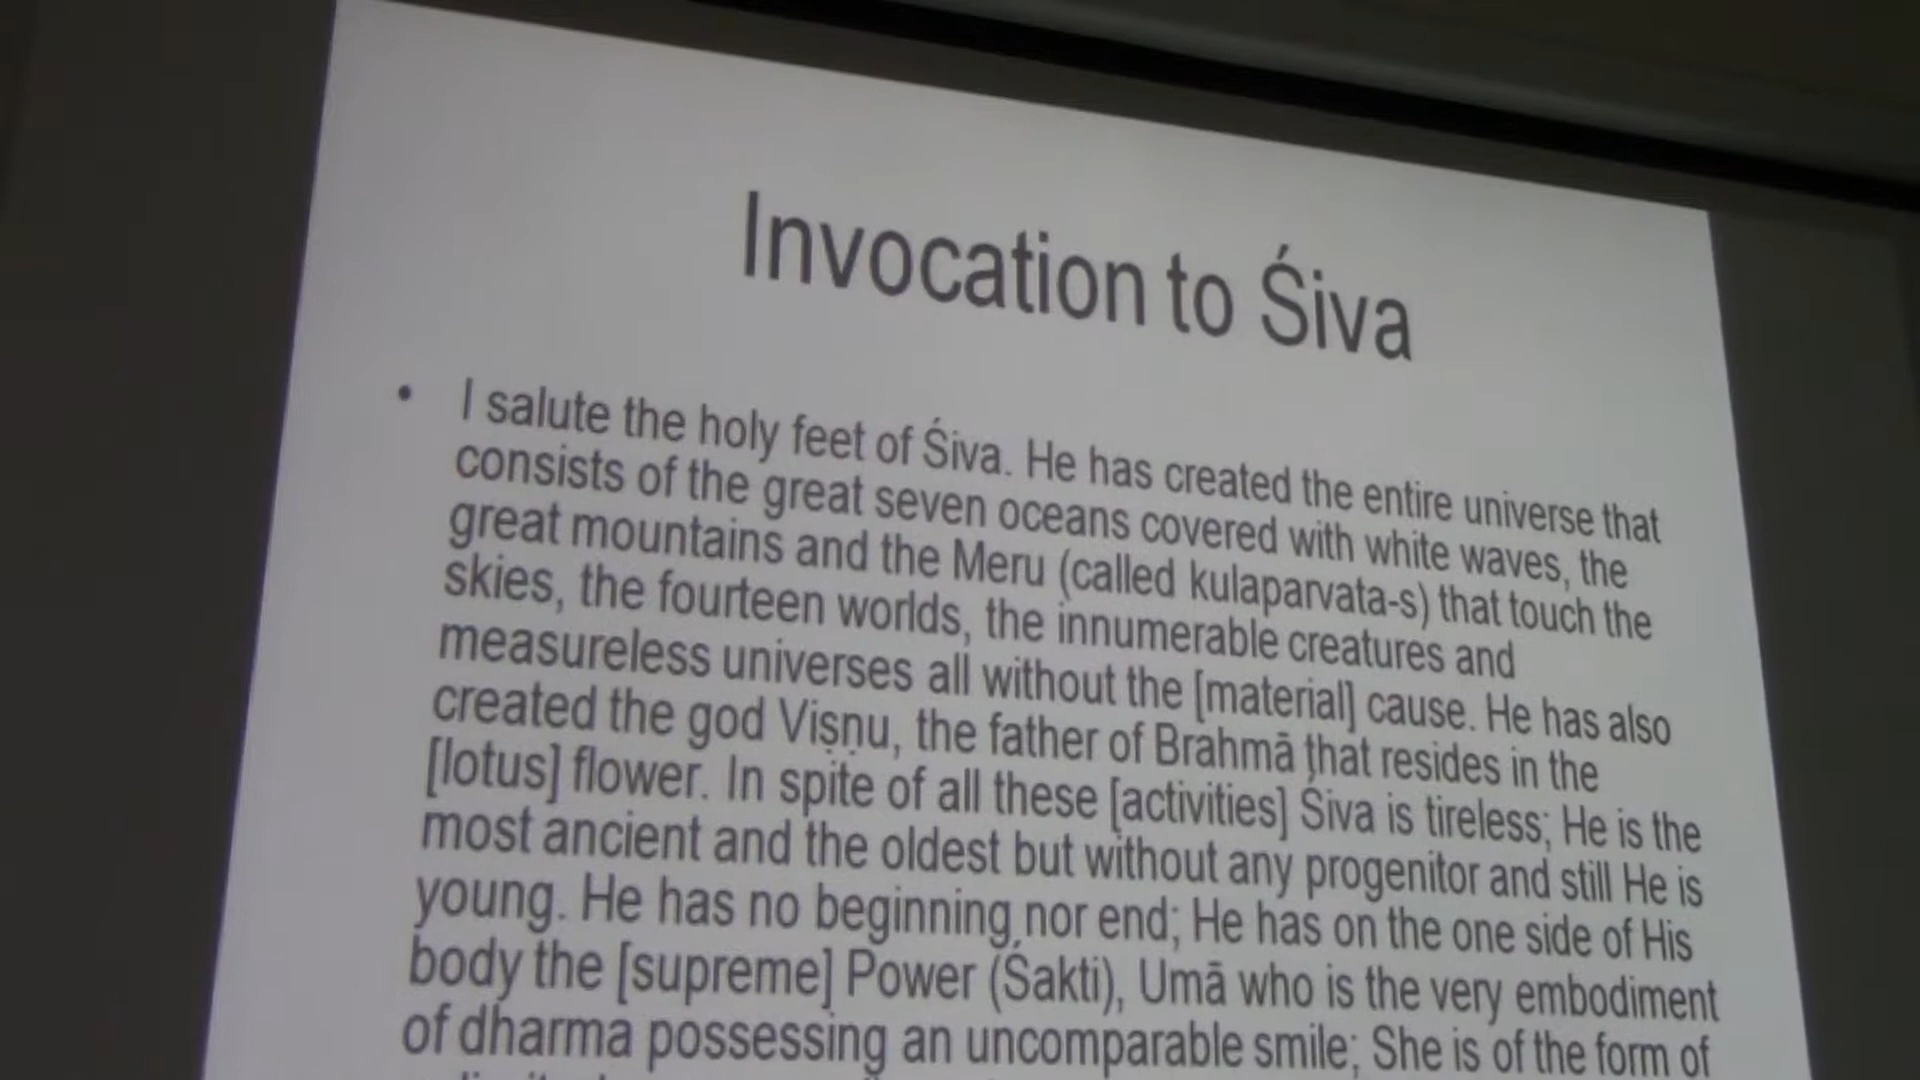 Invocation to Śiva
• I salute the holy feet of Śiva. He has created the entire universe that
consists of the great seven oceans covered with white waves, the
great mountains and the Meru (called kulaparvata-s) that touch the
skies, the fourteen worlds, the innumerable creatures and
measureless universes all without the [material] cause. He has also
created the god Viṣṇu, the father of Brahmā that resides in the
[lotus] flower. In spite of all these [activities] Śiva is tireless; He is the
most ancient and the oldest but without any progenitor and still He is
young. He has no beginning nor end; He has on the one side of His
body the [supreme] Power (Śakti), Umā who is the very embodiment
of dharma possessing an uncomparable smile; She is of the form of